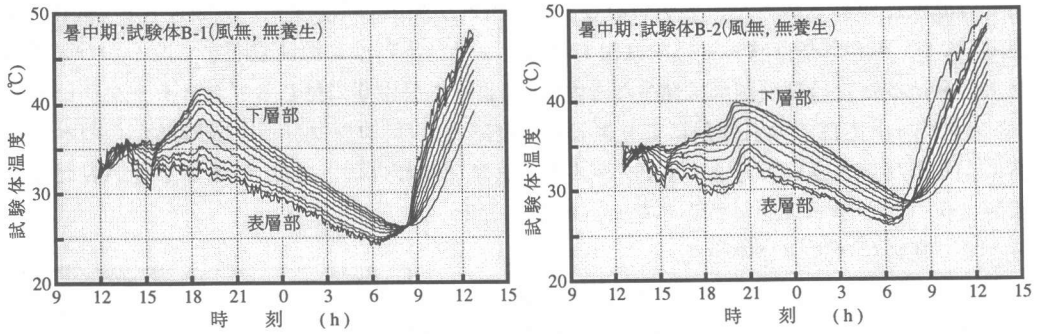 暑中期:試験体B-1(風無, 無養生)
試験体温度 (℃)
50
40
30
20
下層部
表層部
9 12 15 18 21 0 3 6 9 12 15
時 刻 (h)
暑中期:試験体B-2(風無, 無養生)
試験体温度 (℃)
50
40
30
20
下層部
表層部
9 12 15 18 21 0 3 6 9 12 15
時 刻 (h)